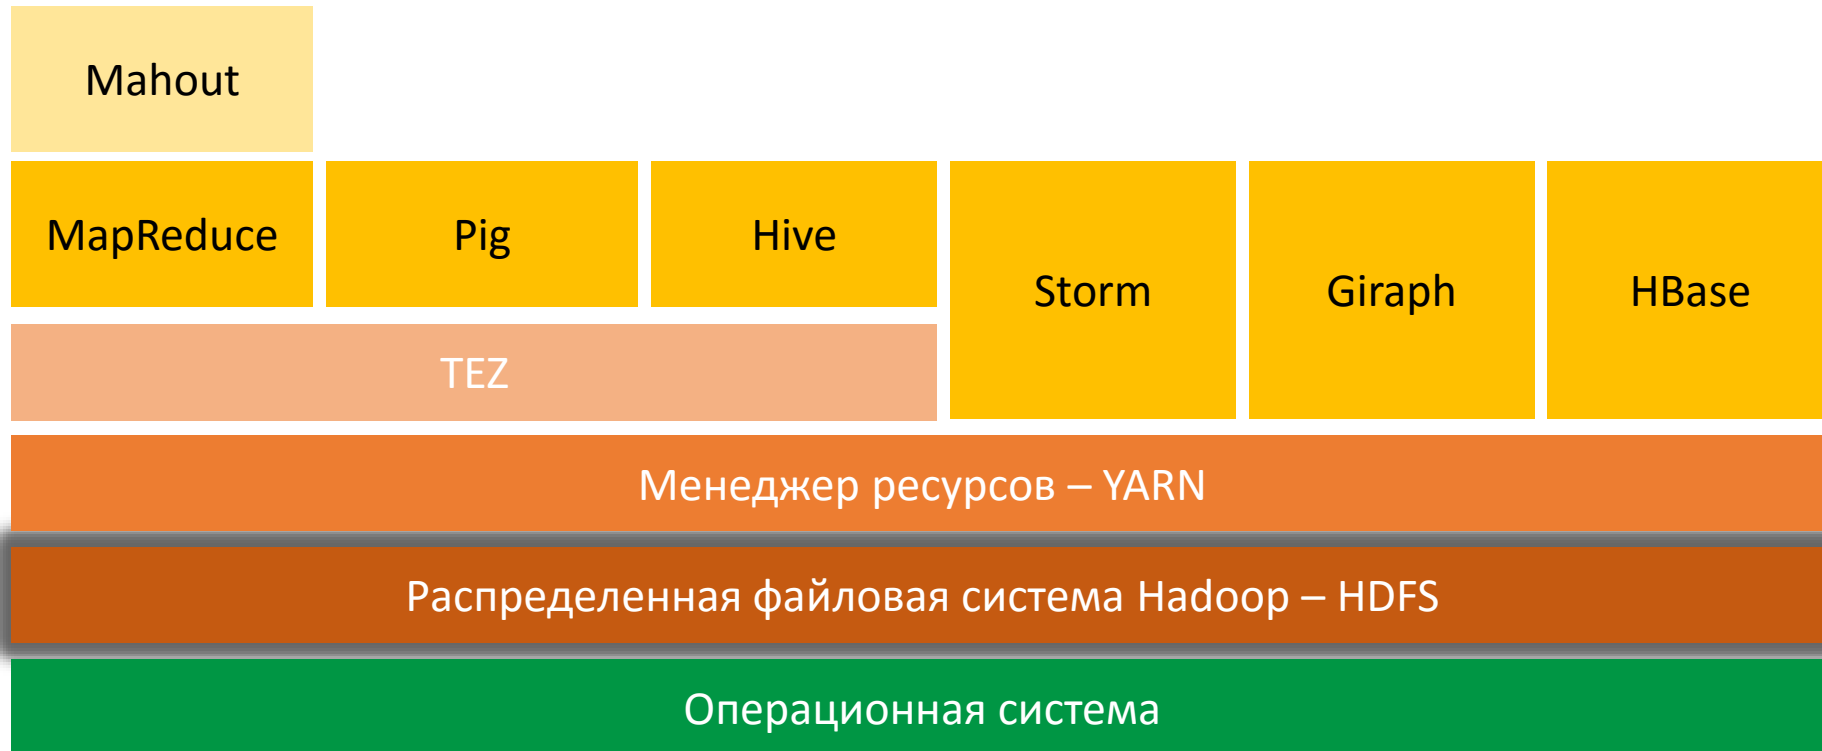 Mahout
MapReduce
Pig
Hive
Storm
Giraph
HBase
TEZ
Менеджер ресурсов – YARN
Распределенная файловая система Hadoop – HDFS
Операционная система